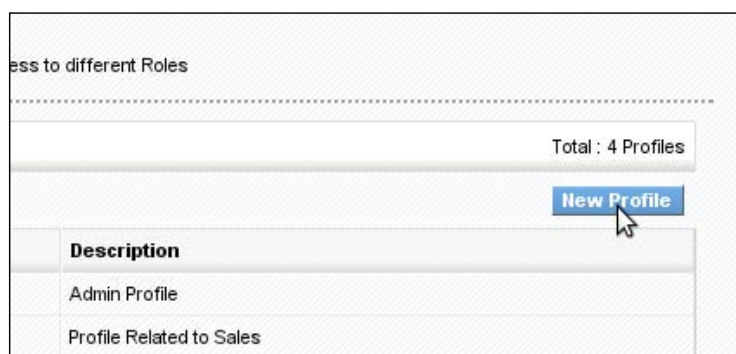 ess to different Roles
Total : 4 Profiles
New Profile
Description
Admin Profile
Profile Related to Sales